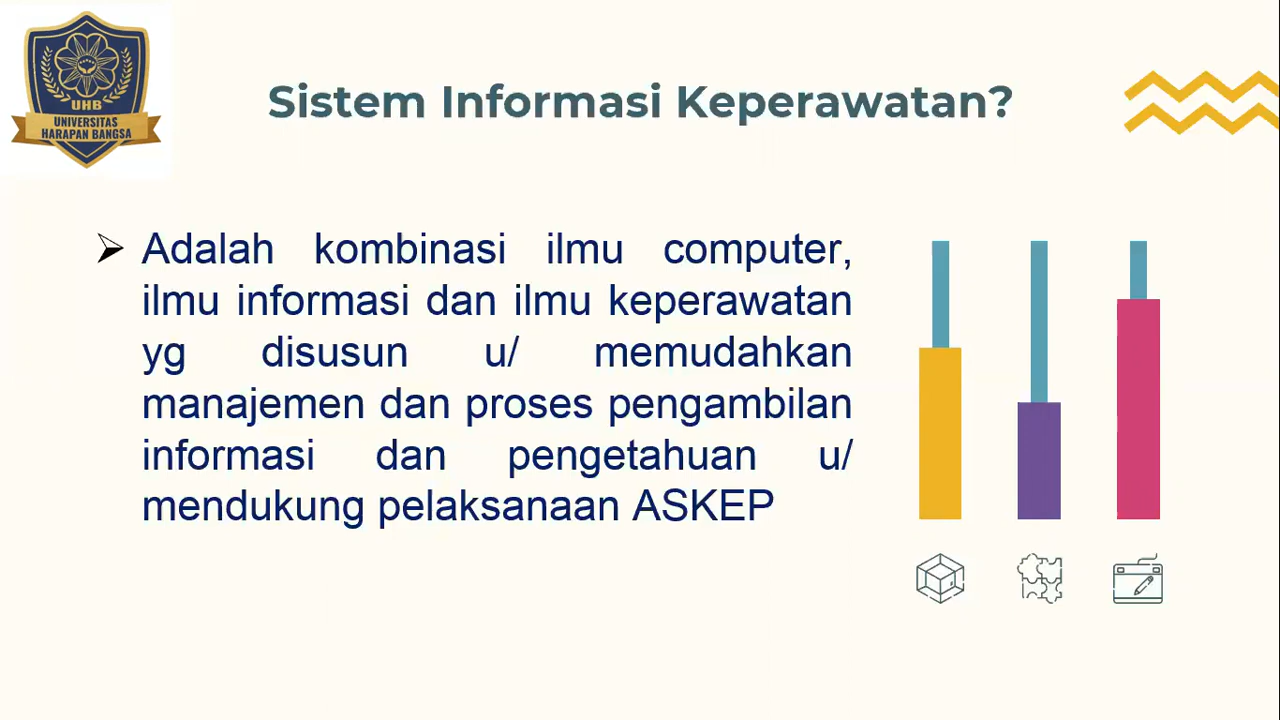 UHB
UNIVERSITAS
HARAPAN BANGSA
Sistem Informasi Keperawatan?
Adalah kombinasi ilmu computer,
ilmu informasi dan ilmu keperawatan
yg disusun u/ memudahkan
manajemen dan proses pengambilan
informasi dan pengetahuan u/
mendukung pelaksanaan ASKEP